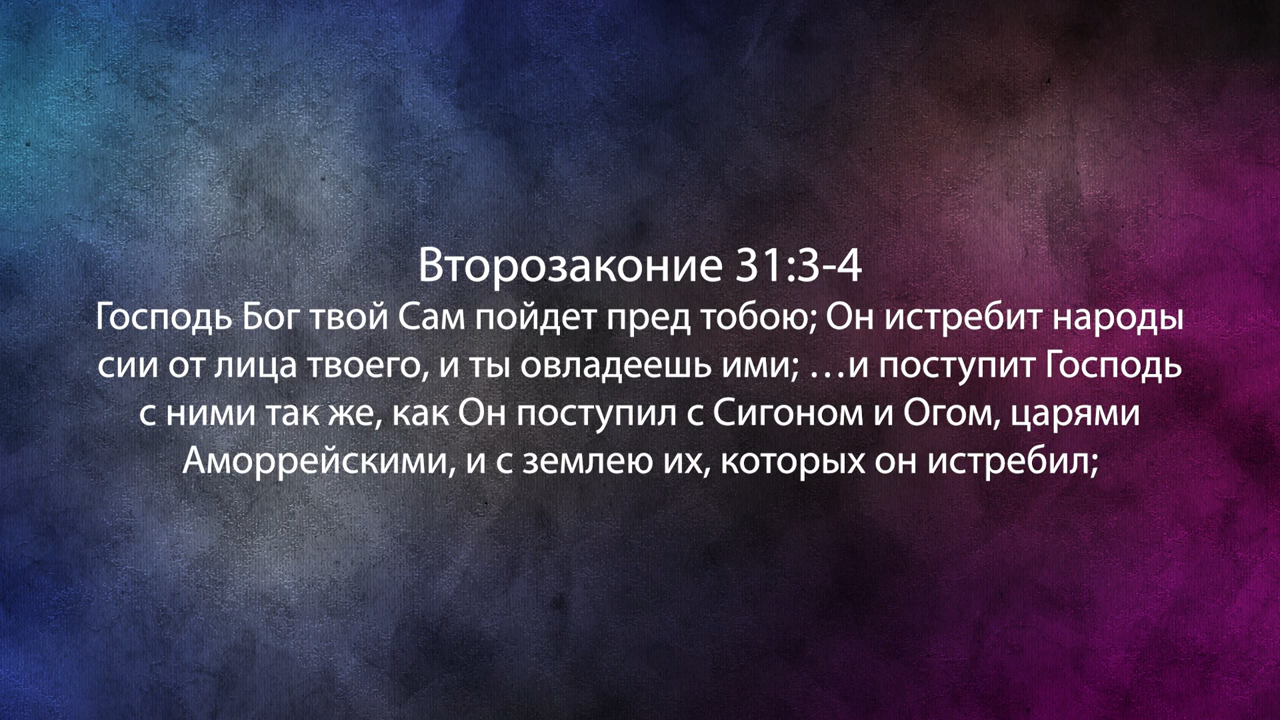 Второзаконие 31:3-4
Господь Бог твой Сам пойдет пред тобою; Он истребит народы
сии от лица твоего, и ты овладеешь ими; …и поступит Господь
с ними так же, как Он поступил с Сигоном и Огом, царями
Аморрейскими, и с землею их, которых он истребил;